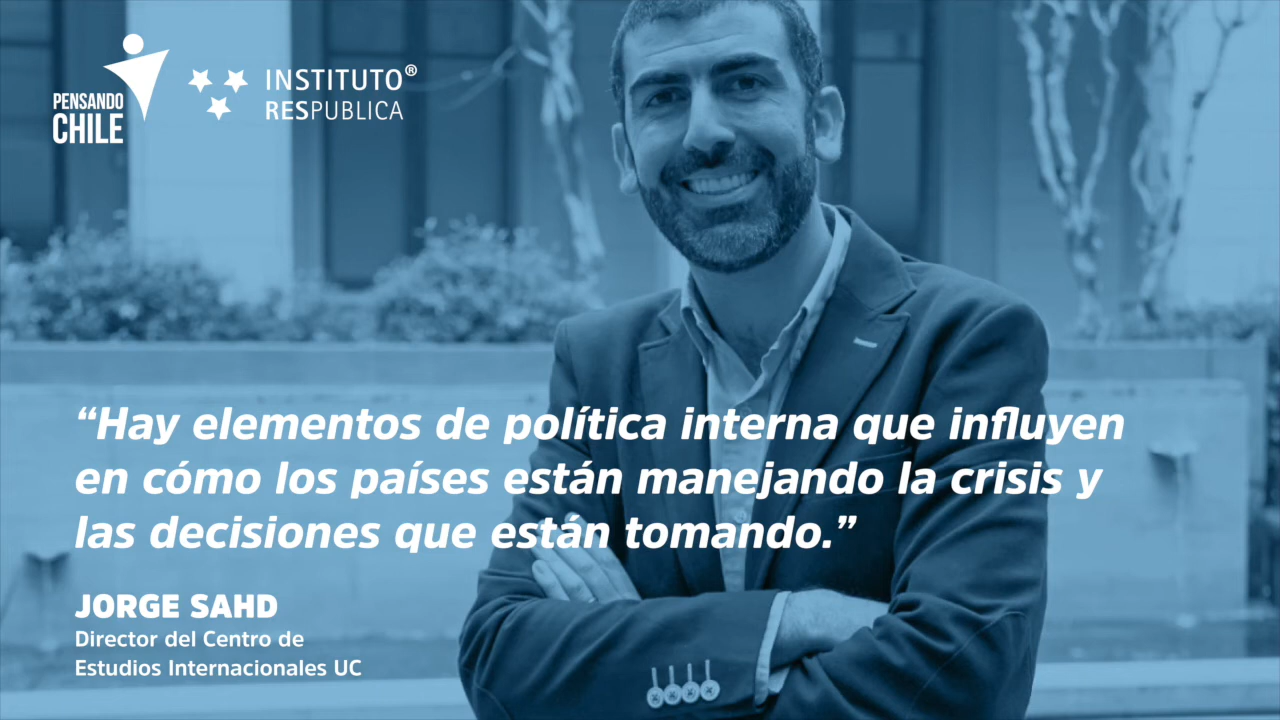 PENSANDO
CHILE
INSTITUTO®
RESPUBLICA
“Hay elementos de política interna que influyen
en cómo los países están manejando la crisis y
las decisiones que están tomando.”
JORGE SAHD
Director del Centro de
Estudios Internacionales UC